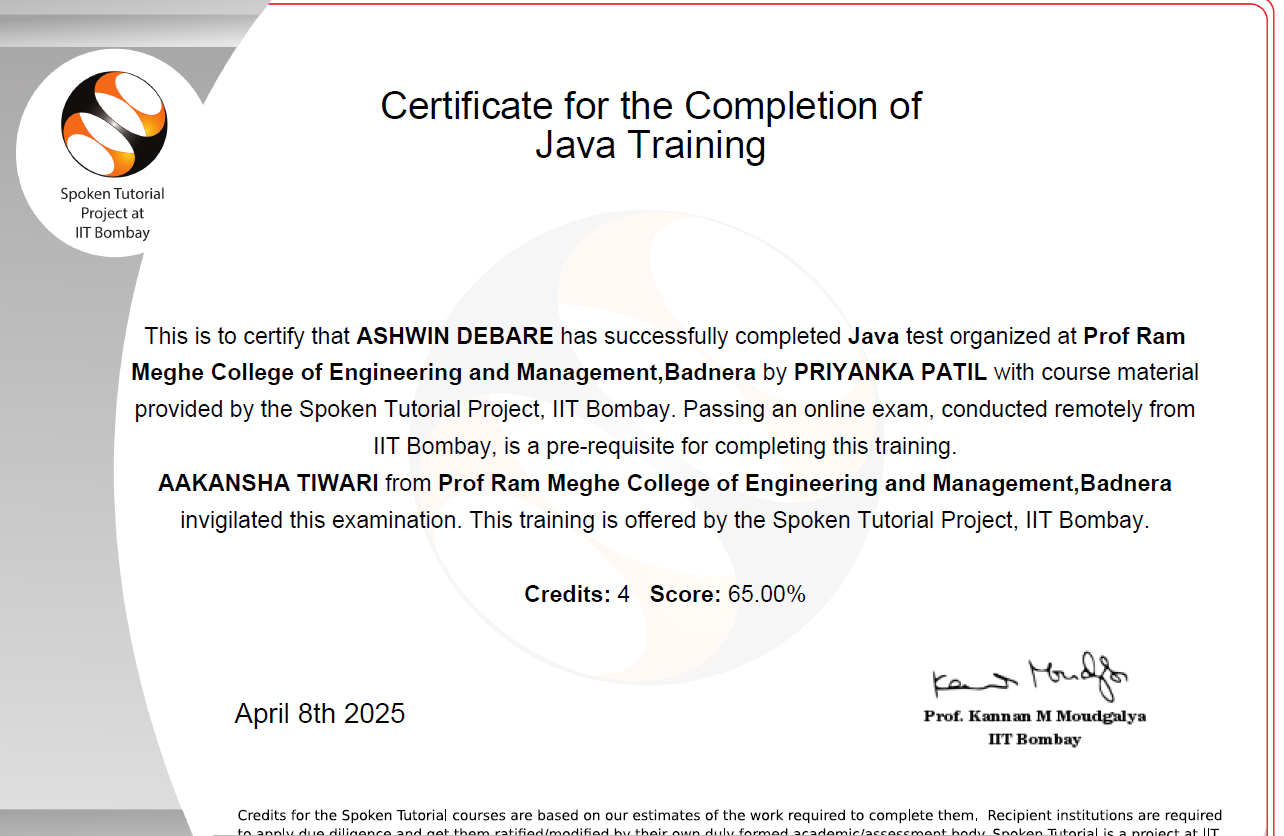 Certificate for the Completion of
Java Training
Spoken Tutorial
Project at
IIT Bombay
This is to certify that ASHWIN DEBARE has successfully completed Java test organized at Prof Ram
Meghe College of Engineering and Management,Badnera by PRIYANKA PATIL with course material
provided by the Spoken Tutorial Project, IIT Bombay. Passing an online exam, conducted remotely from
IIT Bombay, is a pre-requisite for completing this training.
AAKANSHA TIWARI from Prof Ram Meghe College of Engineering and Management,Badnera
invigilated this examination. This training is offered by the Spoken Tutorial Project, IIT Bombay.
Credits: 4 Score: 65.00%
Kannan Moudgalya
April 8th 2025
Prof. Kannan M Moudgalya
IIT Bombay
Credits for the Spoken Tutorial courses are based on our estimates of the work required to complete them. Recipient institutions are required
to apply due diligence and get them ratified/modified by their own duly formed academic/assessment body. Spoken Tutorial is a project at IIT